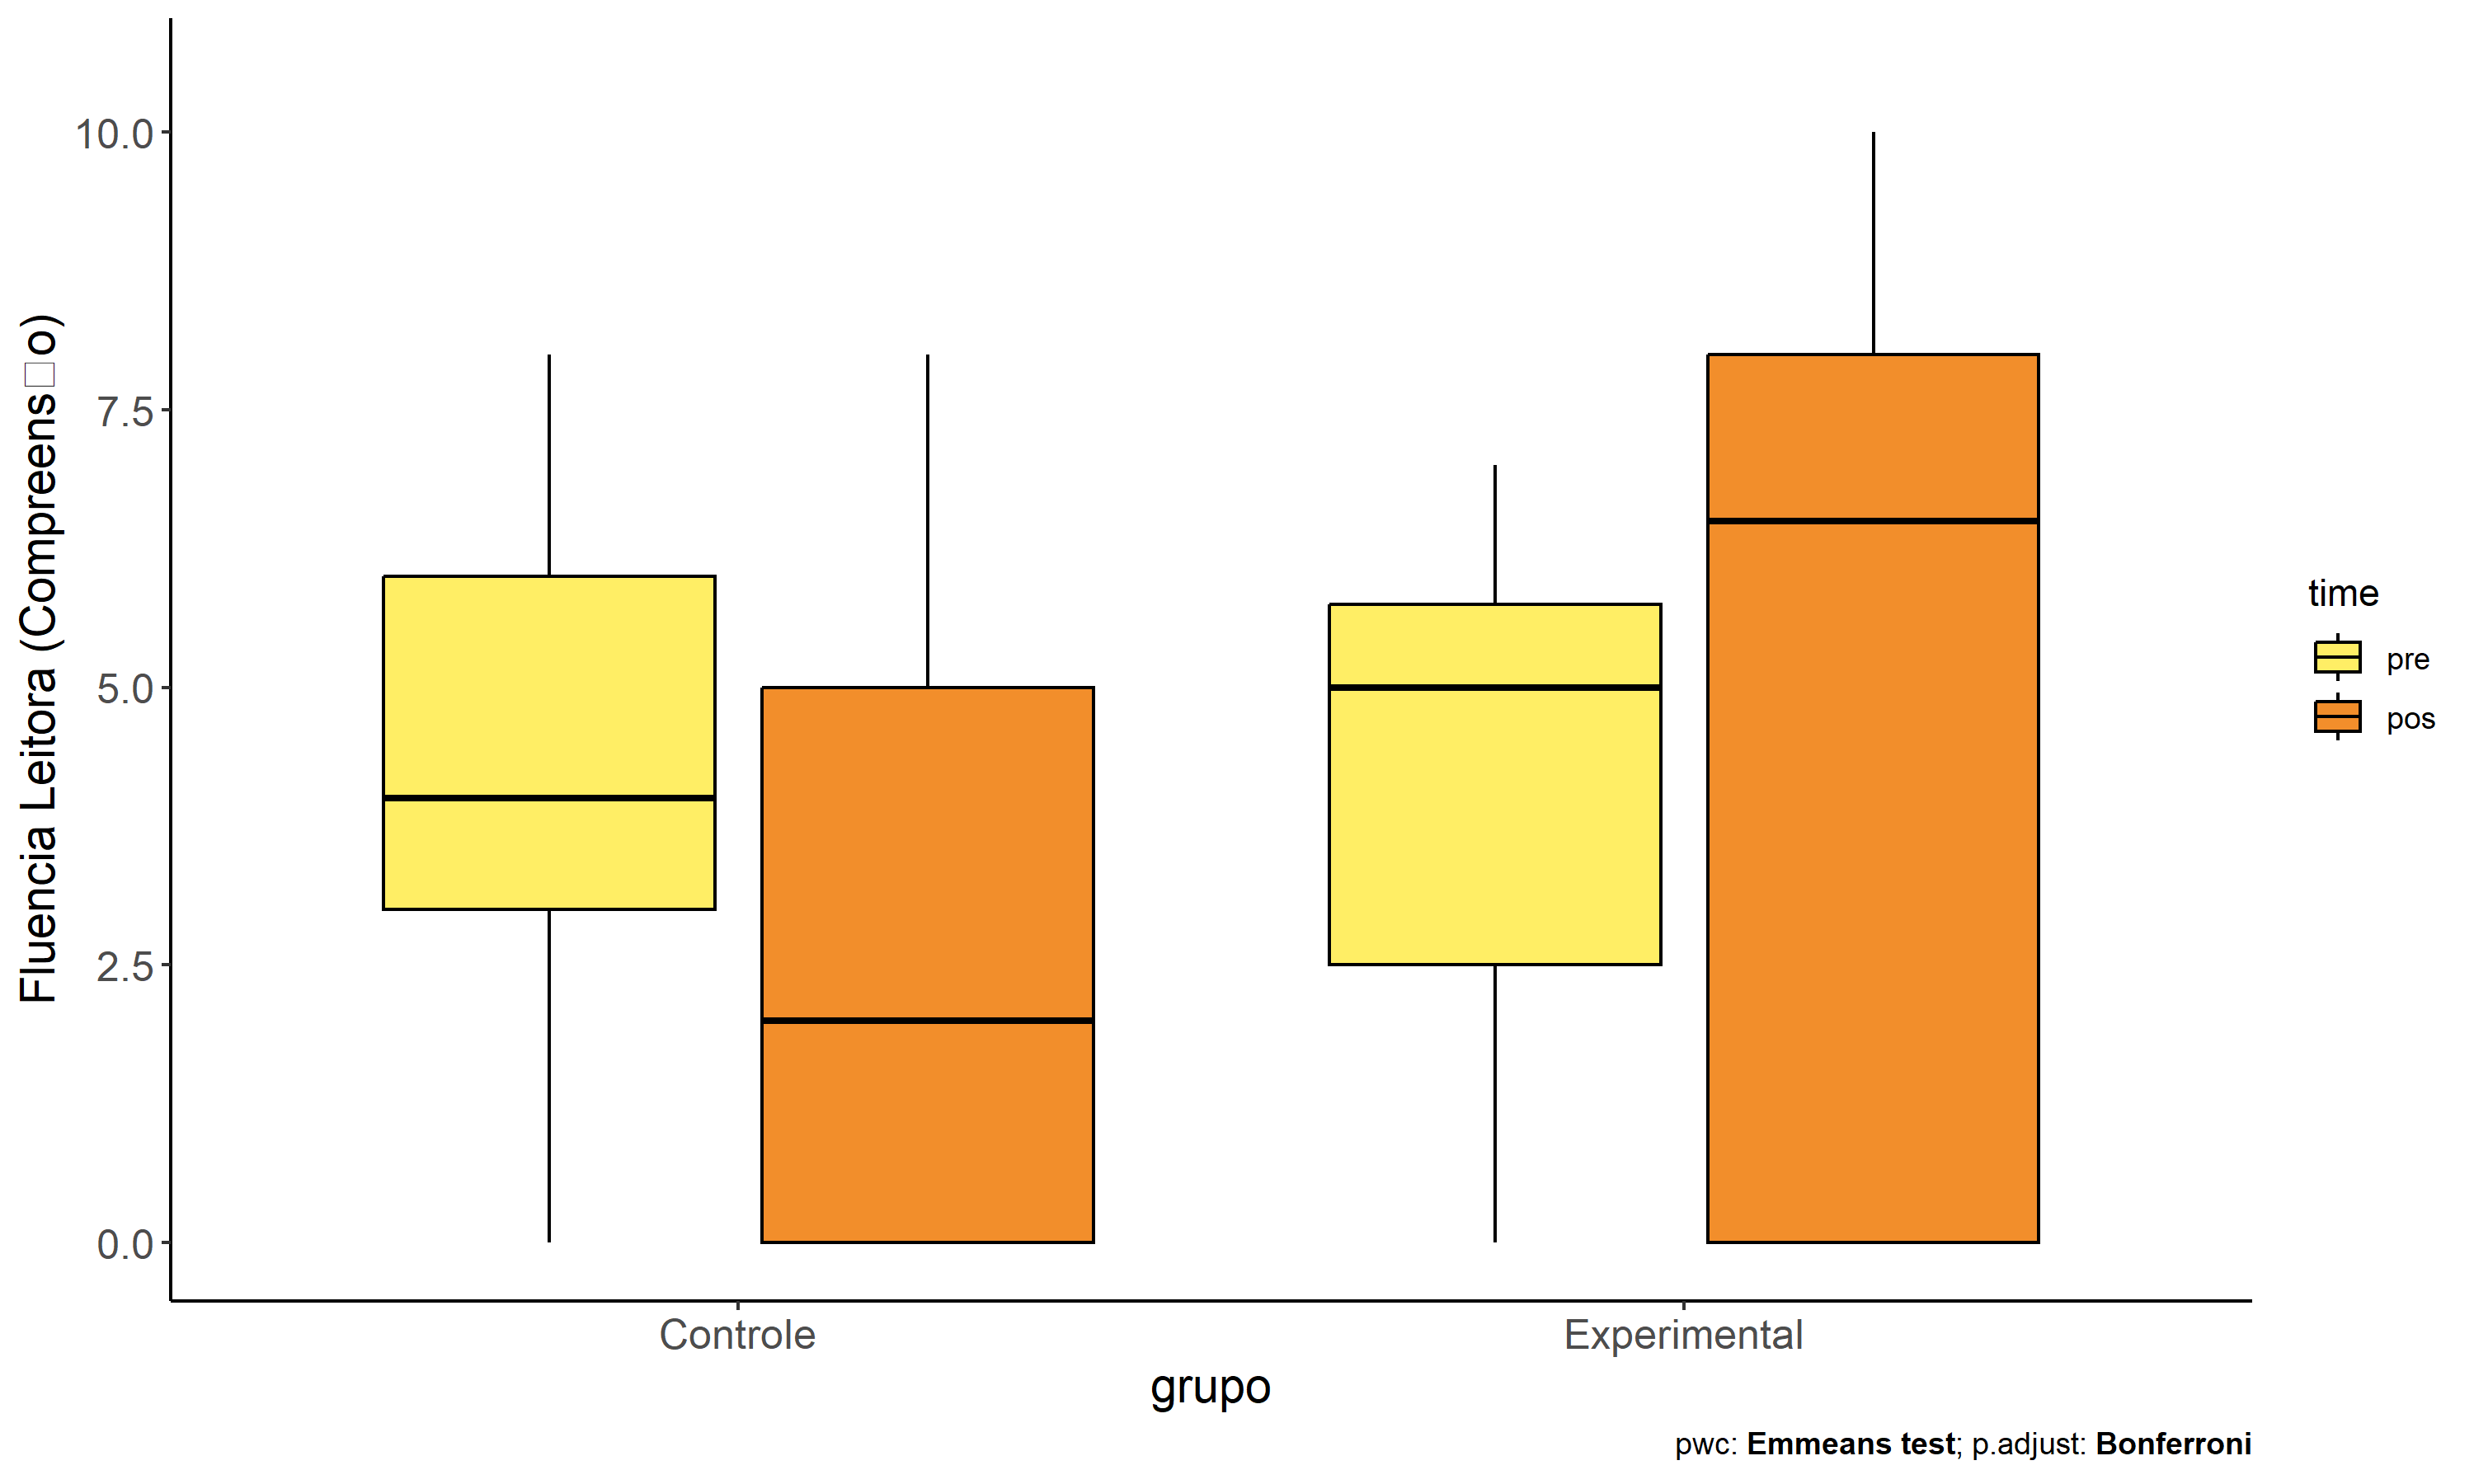 Fluencia Leitora (Compreens□o)
10.0
7.5
5.0
2.5
0.0
Controle
Experimental
grupo
time
pre
pos
pwc: Emmeans test; p.adjust: Bonferroni